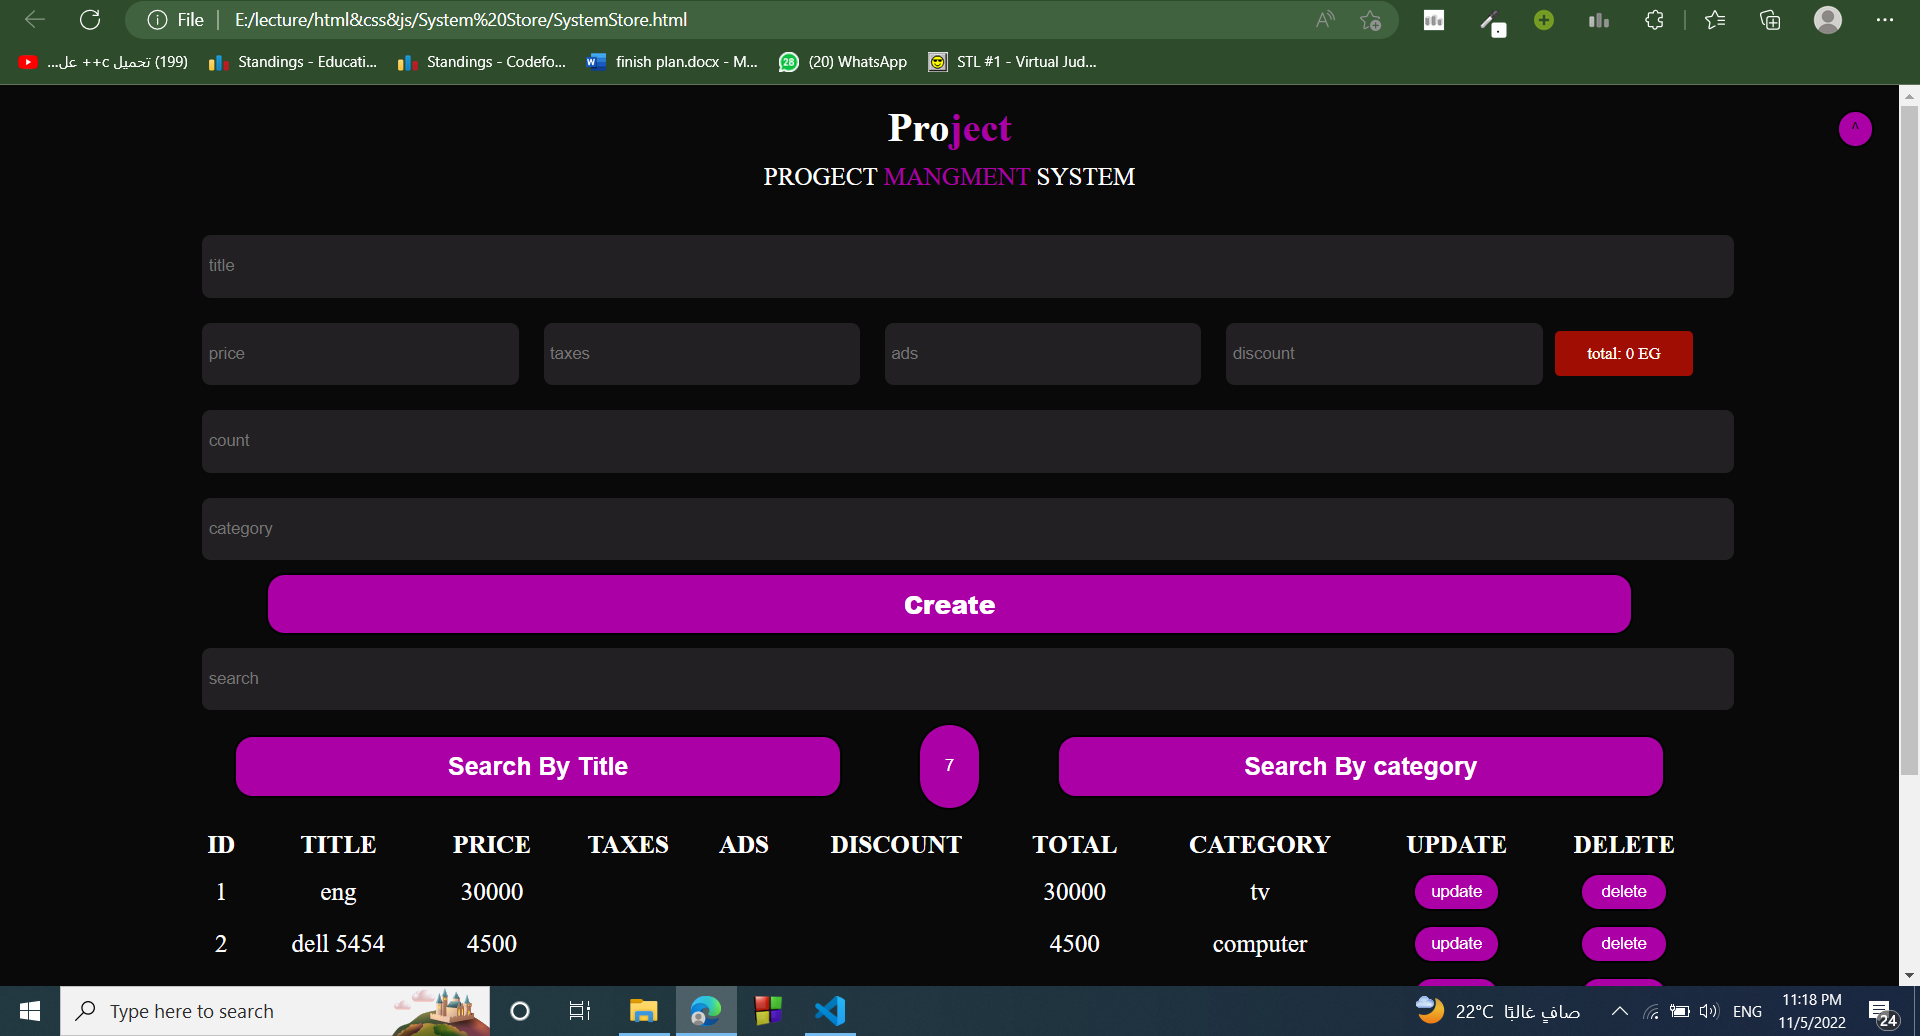 File E:/lecture/html&css&js/System%20Store/SystemStore.html
(199) تحميل c++ عل...
Standings - Educati...
Standings - Codefo...
finish plan.docx - M...
28
(20) WhatsApp
STL #1 - Virtual Jud...
Project
^
PROGECT MANGMENT SYSTEM
title
price
taxes
ads
discount
total: 0 EG
count
category
Create
search
Search By Title
7
Search By category
ID TITLE PRICE TAXES ADS DISCOUNT TOTAL CATEGORY UPDATE DELETE
1 eng 30000 30000 tv update delete
2 dell 5454 4500 4500 computer update delete
Type here to search
22°C صافٍ غالبًا
ENG
11:18 PM
11/5/2022
24